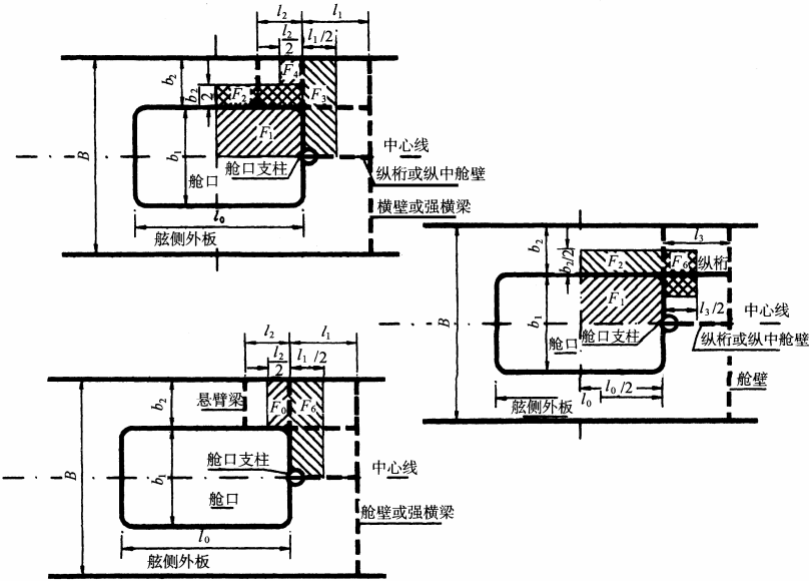 l₂ l₁
l₂/2 l₁/2
b₂ F₄
b₂/2 F₂ F₃
F₁
B b₁
中心线
舱口支柱
纵桁或纵中舱壁
舱口
横壁或强横梁
l₀
舷侧外板
l₃
b₂ b₂/2 F₂ F₆ 纵桁
F₁
B b₁ l₃/2
中心线
舱口
舱口支柱
纵桁或纵中舱壁
l₀/2
舱壁
l₀
舷侧外板
l₂ l₁
l₂/2 l₁/2
b₂ 悬臂梁 F₀ F₆
舱口支柱
中心线
B b₁
舱口
舱壁或强横梁
l₀
舷侧外板